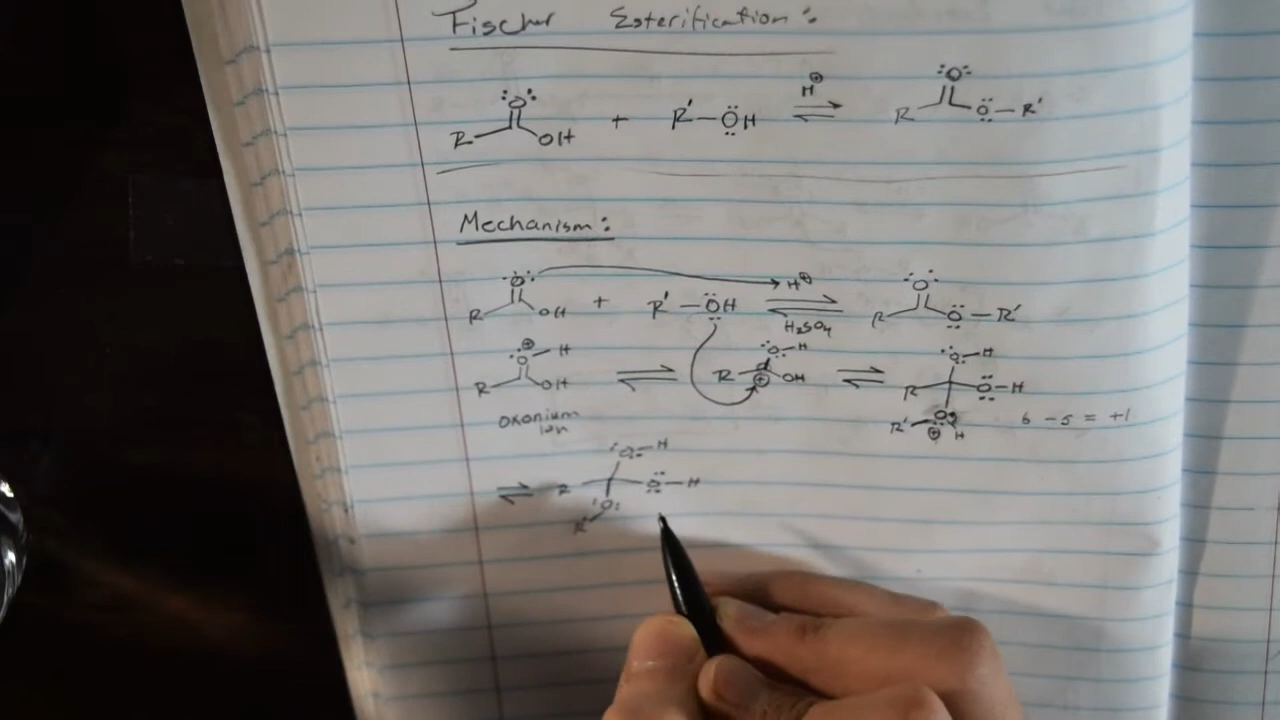 Fischer Esterification:
H⊕
:O:
:O:
R OH + R'—ÖH ⇌ R O—R'
Mechanism:
:O: H⊕ :O:
R OH + R'—ÖH ⇌ R O—R'
H₂SO₄
⊕ :O—H :O—H
O—H
R OH ⇌ R ⊕ OH ⇌ R O—H
oxonium ion
R' O ⊕ H 6 - 5 = +1
:O—H
⇌ R O—H
:O:
R'